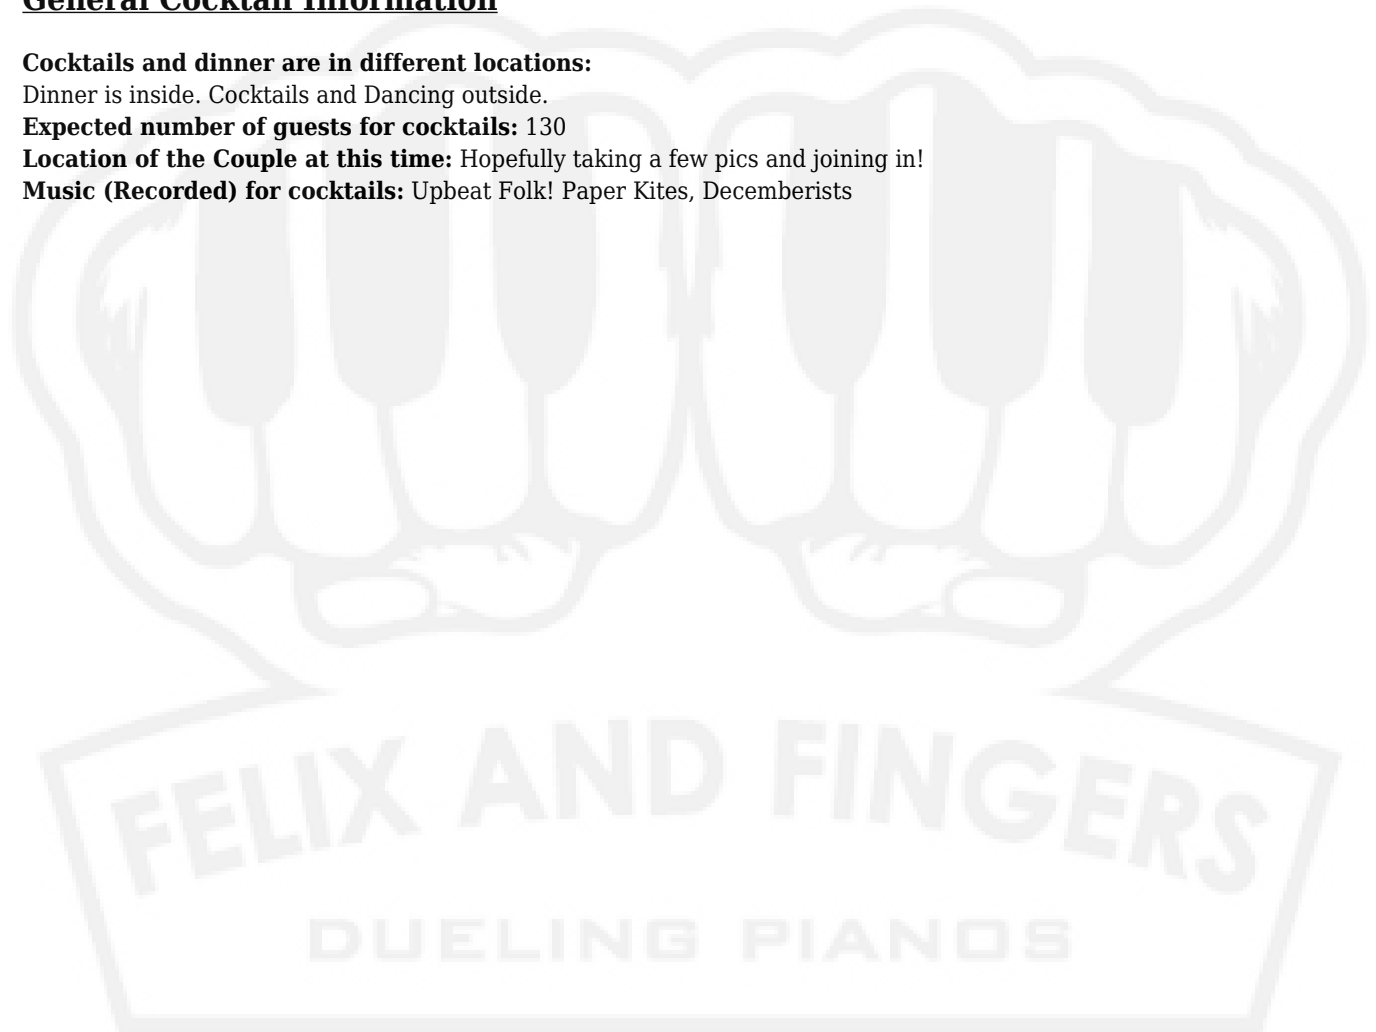 General Cocktail Information
Cocktails and dinner are in different locations:
Dinner is inside. Cocktails and Dancing outside.
Expected number of guests for cocktails: 130
Location of the Couple at this time: Hopefully taking a few pics and joining in!
Music (Recorded) for cocktails: Upbeat Folk! Paper Kites, Decemberists
FELIX AND FINGERS
DUELING PIANOS